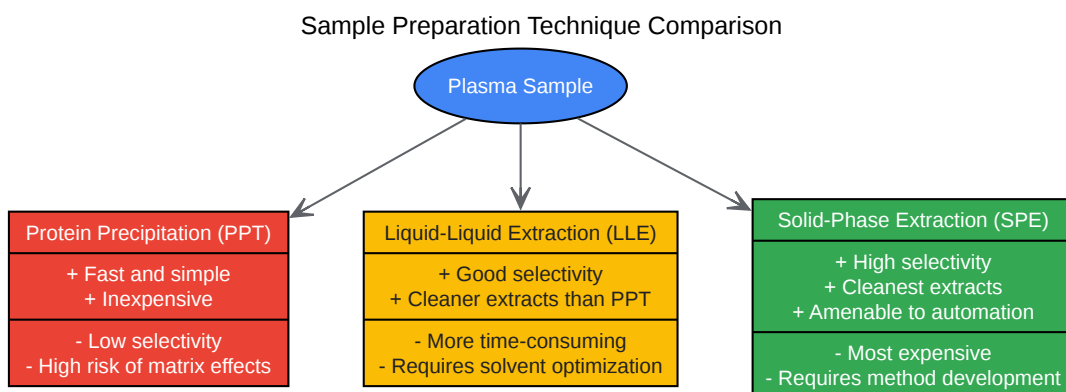 Sample Preparation Technique Comparison
Plasma Sample
Protein Precipitation (PPT)
+ Fast and simple
+ Inexpensive
- Low selectivity
- High risk of matrix effects
Liquid-Liquid Extraction (LLE)
+ Good selectivity
+ Cleaner extracts than PPT
- More time-consuming
- Requires solvent optimization
Solid-Phase Extraction (SPE)
+ High selectivity
+ Cleanest extracts
+ Amenable to automation
- Most expensive
- Requires method development